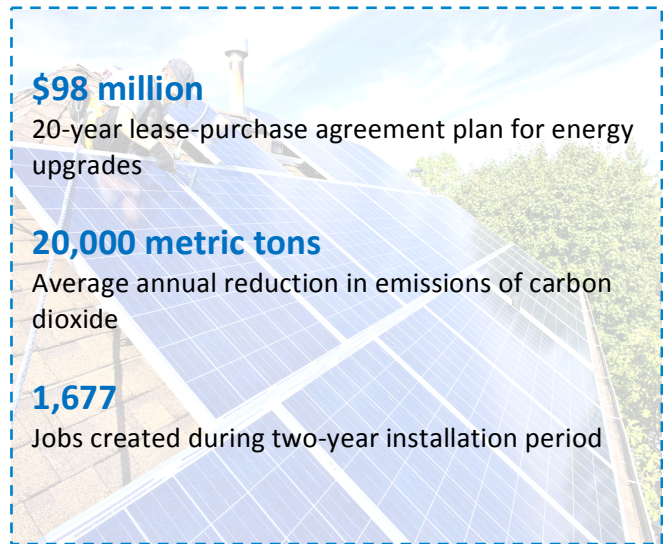 $98 million
20-year lease-purchase agreement plan for energy
upgrades
20,000 metric tons
Average annual reduction in emissions of carbon
dioxide
1,677
Jobs created during two-year installation period